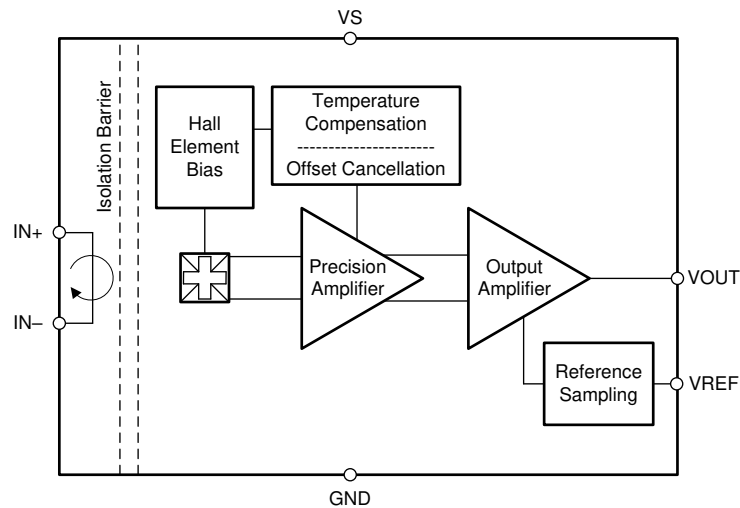 VS
Isolation Barrier
Hall
Element
Bias
Temperature
Compensation
Offset Cancellation
IN+
IN–
Precision
Amplifier
Output
Amplifier
VOUT
Reference
Sampling
VREF
GND